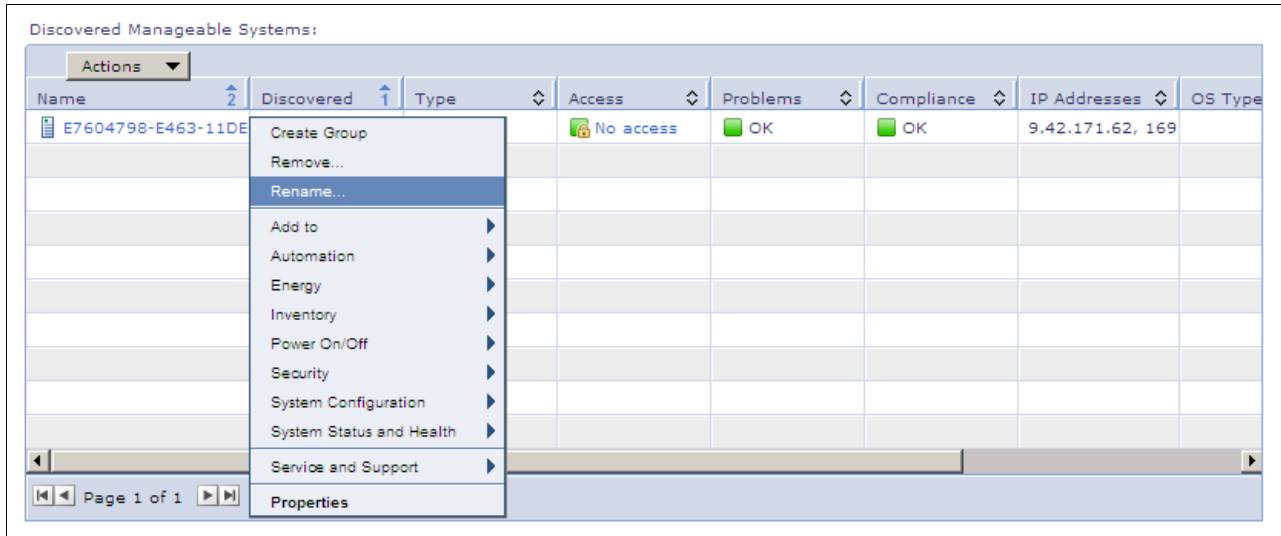 Discovered Manageable Systems:
Actions
Name 2 Discovered 1 Type Access Problems Compliance IP Addresses OS Type
E7604798-E463-11DE No access OK OK 9.42.171.62, 169
Create Group
Remove...
Rename...
Add to
Automation
Energy
Inventory
Power On/Off
Security
System Configuration
System Status and Health
Service and Support
Properties
Page 1 of 1